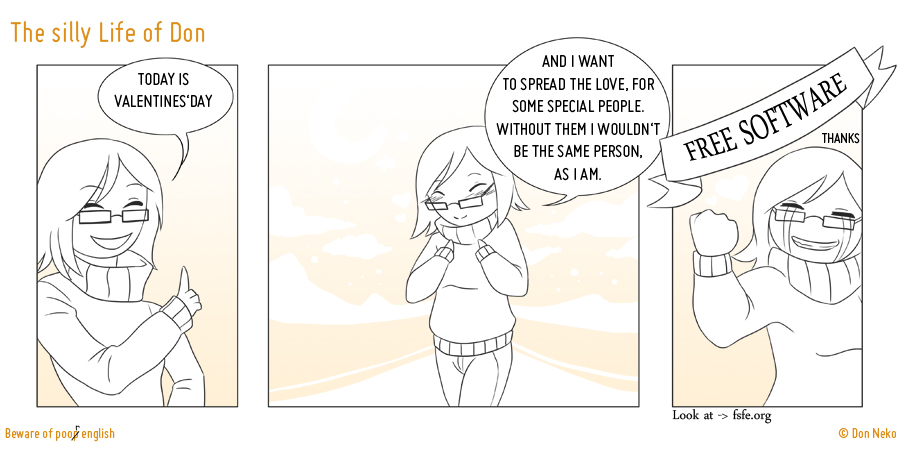 The silly Life of Don
TODAY IS
VALENTINES'DAY
AND I WANT
TO SPREAD THE LOVE, FOR
SOME SPECIAL PEOPLE.
WITHOUT THEM I WOULDN'T
BE THE SAME PERSON,
AS I AM.
FREE SOFTWARE
THANKS
Look at -> fsfe.org
Beware of poor english
© Don Neko